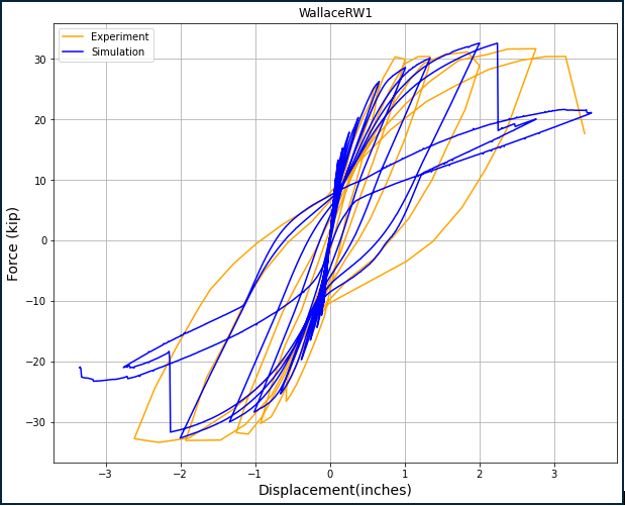 WallaceRW1
Experiment
Simulation
Force (kip)
30
20
10
0
−10
−20
−30
−3 −2 −1 0 1 2 3
Displacement(inches)